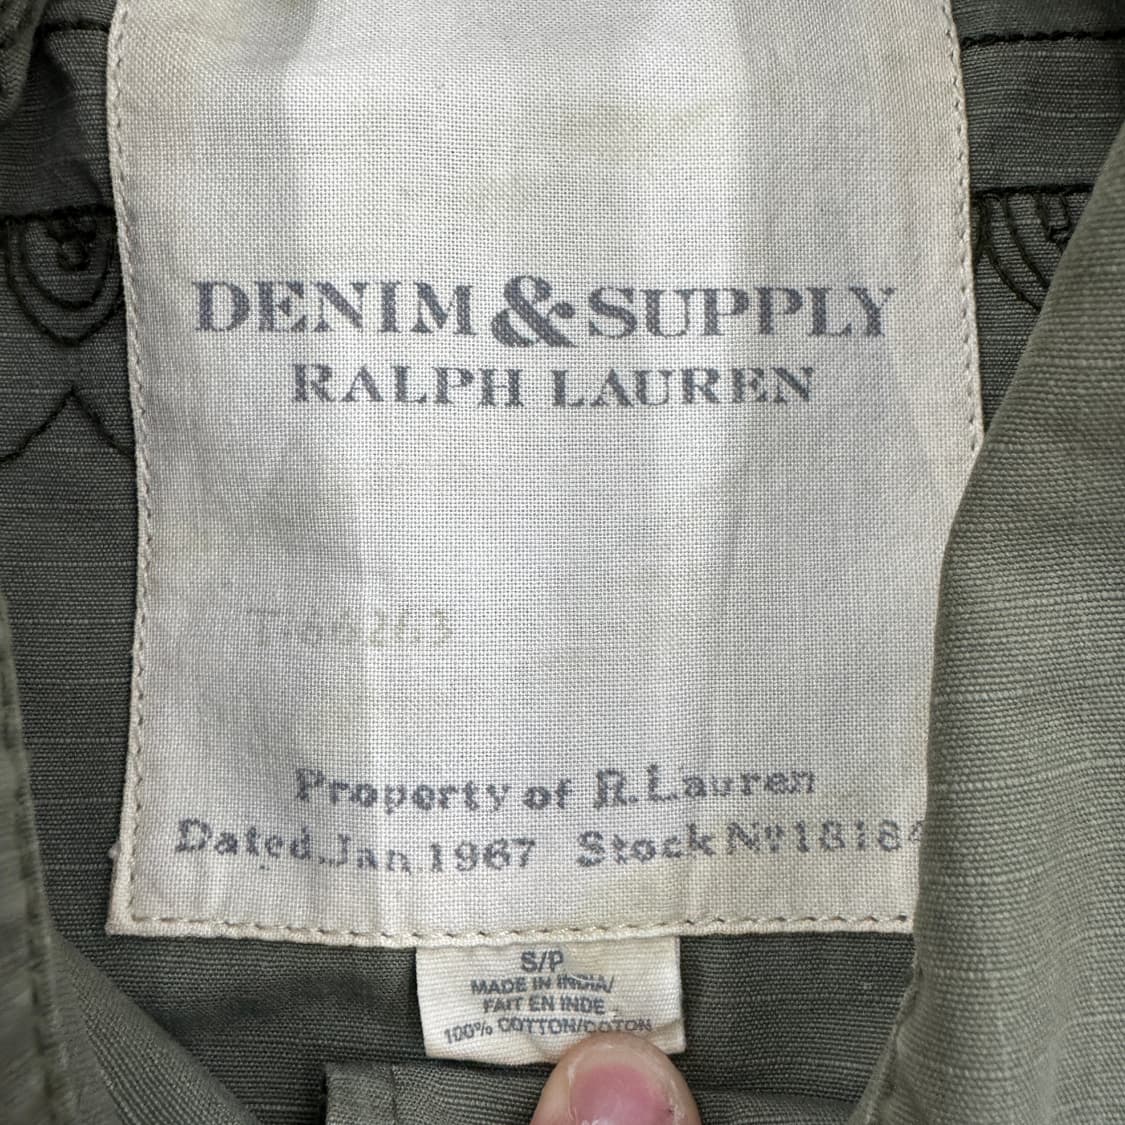 DENIM & SUPPLY
RALPH LAUREN
Property of R. Lauren
Dated Jan 1967 Stock Nº
S/P
MADE IN INDIA/
FAIT EN INDE
100% COTTON/COTON